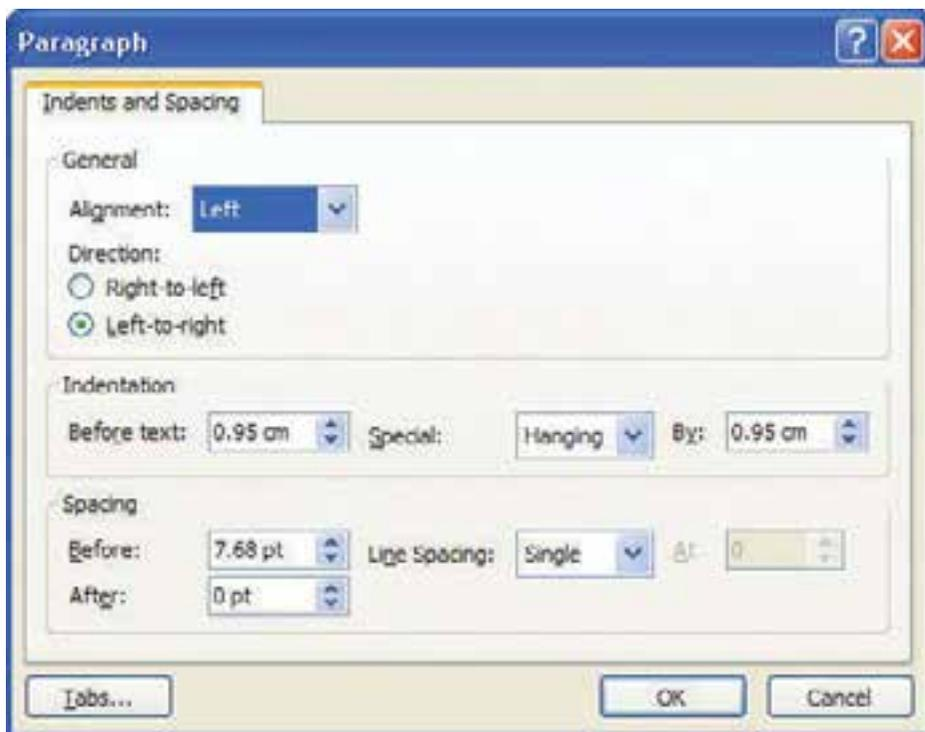 Paragraph
Indents and Spacing
General
Alignment: Left
Direction:
Right-to-left
Left-to-right
Indentation
Before text: 0.95 cm Special: Hanging By: 0.95 cm
Spacing
Before: 7.68 pt Line Spacing: Single At 0
After: 0 pt
Tabs... OK Cancel